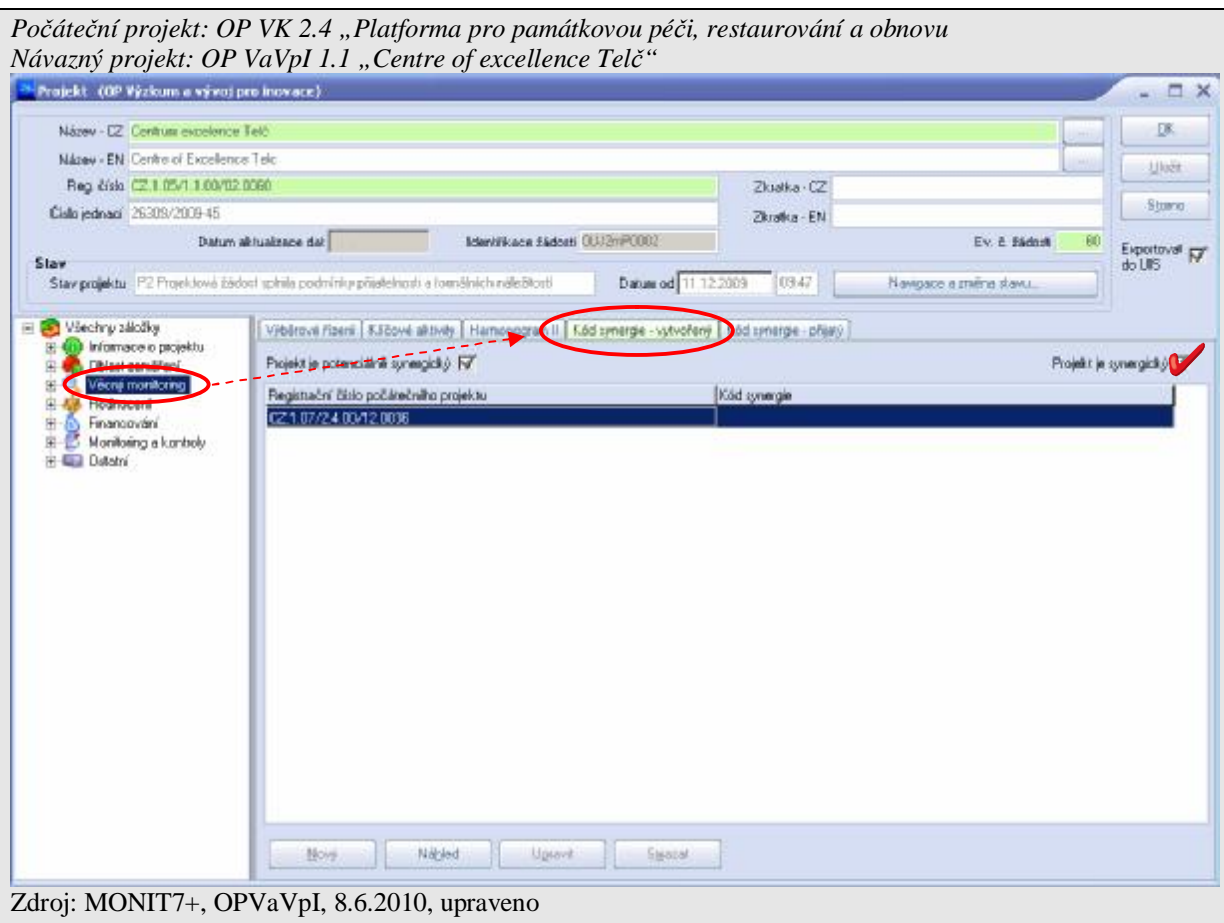 Počáteční projekt: OP VK 2.4 „Platforma pro památkovou péči, restaurování a obnovu
Návazný projekt: OP VaVpI 1.1 „Centre of excellence Telč“
Projekt (OP Výzkum a vývoj pro inovace)
Název - CZ Centrum excelence Telč ...
OK
Název - EN Centre of Excellence Telc ...
Uložit
Reg. číslo CZ.1.05/1.1.00/02.0060 Zkratka - CZ
Storno
Číslo jednací 26309/2009-45 Zkratka - EN
Datum aktualizace dat Identifikace žádosti Ev. č. žádosti 60
Exportovat do UIIS
Stav
Stav projektu P2 Projektová žádost splnila podmínky přijatelnosti a formálních náležitostí Datum od 11.12.2009 09:47 Navigace a změna stavu...
Všechny záložky
Informace o projektu
Oblast zaměření
Věcný monitoring
Hodnocení
Financování
Monitoring a kontroly
Ostatní
Výběrová řízení Klíčové aktivity Harmonogram II Kód synergie - vytvořený Kód synergie - přijatý
Projekt je potenciálně synergický Projekt je synergický
Registrační číslo počátečního projektu Kód synergie
CZ.1.07/2.4.00/12.0036
Nový Náhled Upravit Smazat
Zdroj: MONIT7+, OPVaVpI, 8.6.2010, upraveno